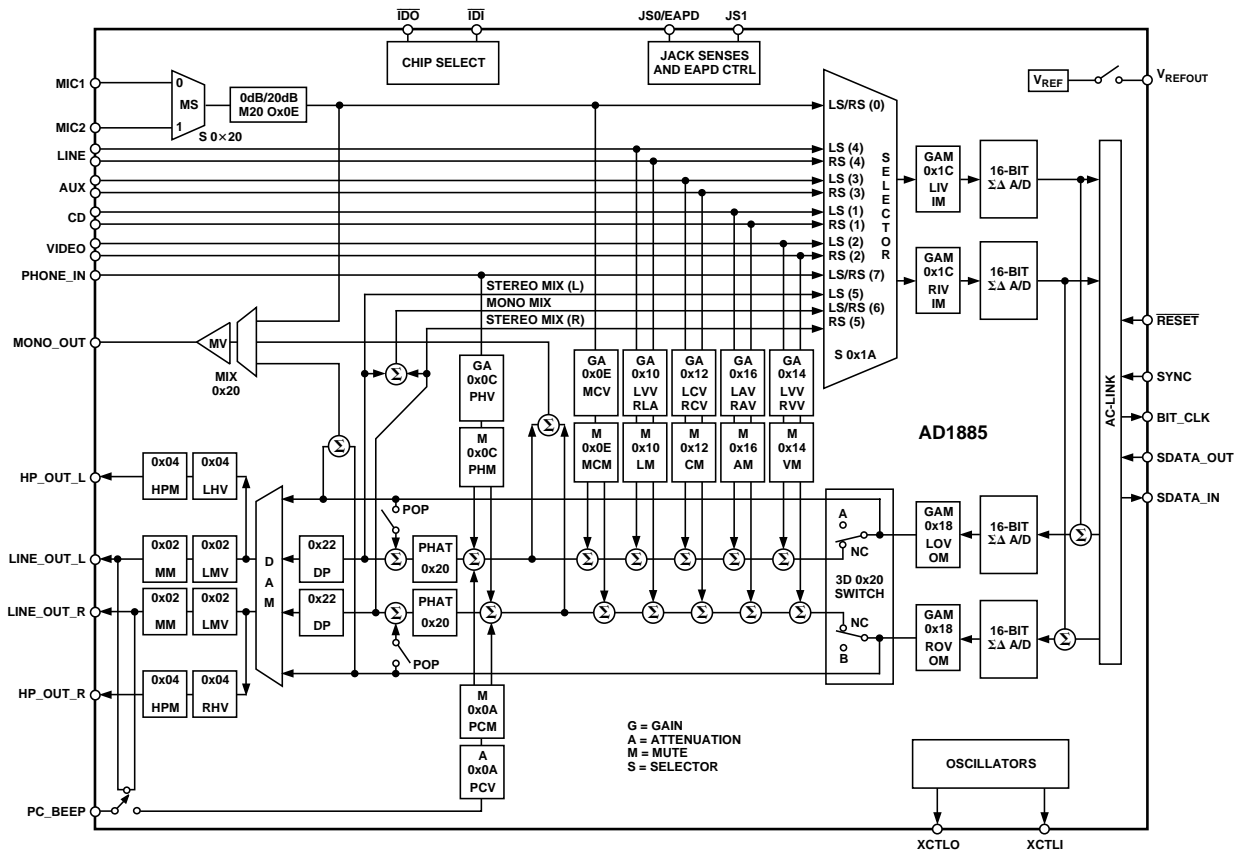 IDO
IDI
JS0/EAPD
JS1
CHIP SELECT
JACK SENSES
AND EAPD CTRL
VREF
VREFOUT
MIC1
0
MS
1
MIC2
S 0×20
0dB/20dB
M20 Ox0E
LINE
AUX
CD
VIDEO
PHONE_IN
MONO_OUT
LS/RS (0)
LS (4)
RS (4)
LS (3)
RS (3)
LS (1)
RS (1)
LS (2)
RS (2)
LS/RS (7)
LS (5)
LS/RS (6)
RS (5)
SELECTOR
S 0x1A
STEREO MIX (L)
MONO MIX
STEREO MIX (R)
GAM
0x1C
LIV
IM
16-BIT
ΣΔ A/D
GAM
0x1C
RIV
IM
16-BIT
ΣΔ A/D
AC-LINK
RESET
SYNC
BIT_CLK
SDATA_OUT
SDATA_IN
MV
MIX
0x20
Σ
Σ
Σ
GA
0x0C
PHV
M
0x0C
PHM
GA
0x0E
MCV
GA
0x10
LVV
RLA
GA
0x12
LCV
RCV
GA
0x16
LAV
RAV
GA
0x14
LVV
RVV
M
0x0E
MCM
M
0x10
LM
M
0x12
CM
M
0x16
AM
M
0x14
VM
AD1885
HP_OUT_L
0x04
HPM
0x04
LHV
LINE_OUT_L
0x02
MM
0x02
LMV
LINE_OUT_R
0x02
MM
0x02
LMV
HP_OUT_R
0x04
HPM
0x04
RHV
DAM
0x22
DP
0x22
DP
POP
Σ
PHAT
0x20
Σ
Σ
Σ
Σ
Σ
Σ
Σ
PHAT
0x20
Σ
Σ
Σ
Σ
Σ
Σ
Σ
POP
A
NC
3D 0x20
SWITCH
NC
B
GAM
0x18
LOV
OM
16-BIT
ΣΔ A/D
Σ
GAM
0x18
ROV
OM
16-BIT
ΣΔ A/D
Σ
M
0x0A
PCM
A
0x0A
PCV
PC_BEEP
G = GAIN
A = ATTENUATION
M = MUTE
S = SELECTOR
OSCILLATORS
XCTLO
XCTLI